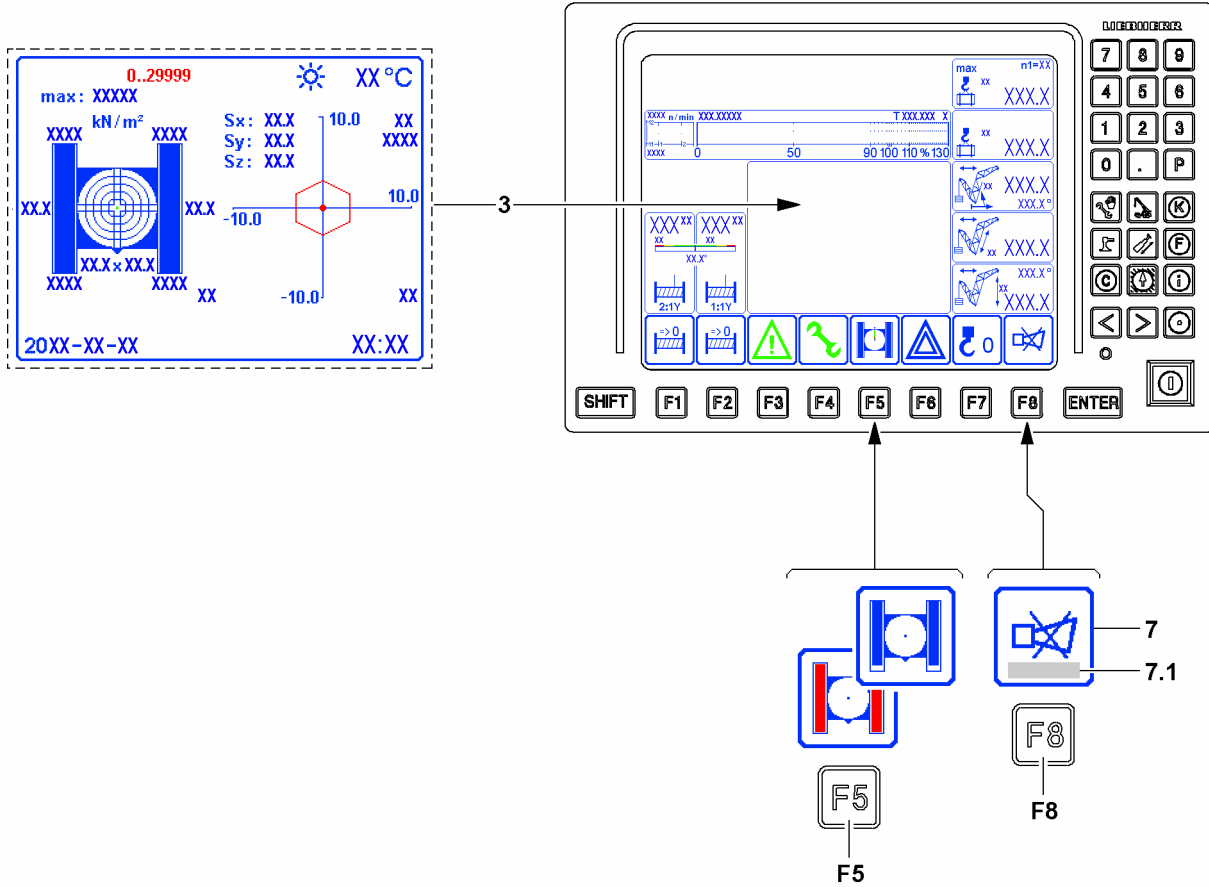 0..29999
XX °C
max: XXXXX
kN / m²
XXXX XXXX
Sx: XX.X
Sy: XX.X
Sz: XX.X
10.0
XX
XXXX
XX.X XX.X
-10.0
10.0
XX.X x XX.X
XXXX XXXX
XX
-10.0
XX
20XX-XX-XX
XX:XX
3
LIEBHERR
max
n1=XX
xx
XXX.X
XXXX n/min XXX.XXXXX
T XXX.XXX X
XXXX
0 50 90 100 110 % 130
xx
XXX.X
xx
XXX.X
XXX.X°
xx
XXX.X
XXX.X°
xx
XXX.X
XXX xx XXX xx
xx xx
XX.X°
2:1Y 1:1Y
=> 0 => 0
0
7 8 9
4 5 6
1 2 3
0 . P
K
F
C i
< >
SHIFT F1 F2 F3 F4 F5 F6 F7 F8 ENTER
7
7.1
F8
F8
F5
F5